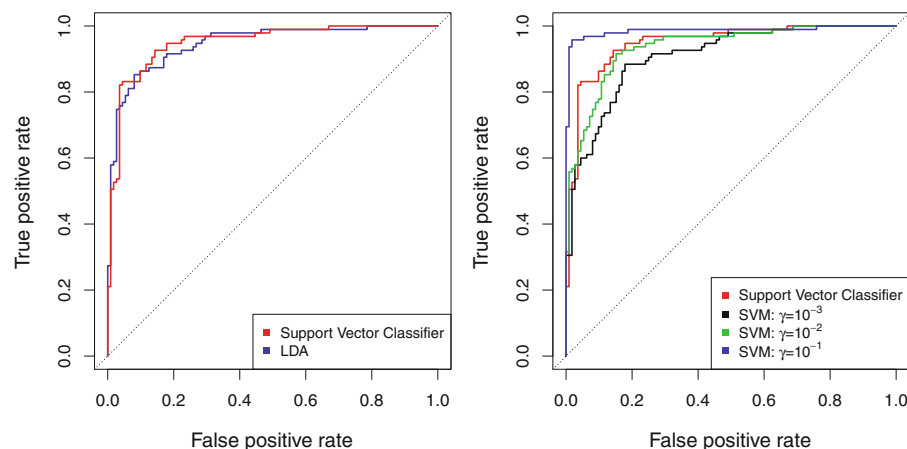 True positive rate
1.0
0.8
0.6
0.4
0.2
0.0
Support Vector Classifier
LDA
0.0 0.2 0.4 0.6 0.8 1.0
False positive rate
True positive rate
1.0
0.8
0.6
0.4
0.2
0.0
Support Vector Classifier
SVM: γ=10⁻³
SVM: γ=10⁻²
SVM: γ=10⁻¹
0.0 0.2 0.4 0.6 0.8 1.0
False positive rate